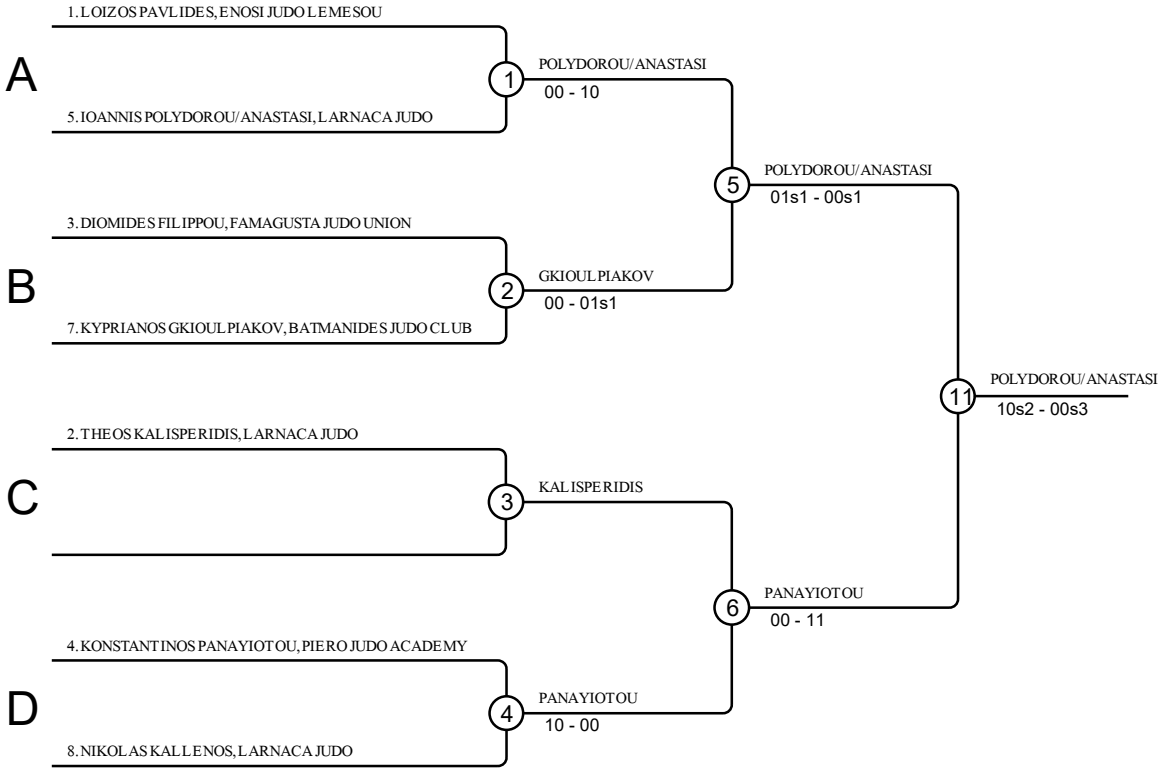 1. LOIZOS PAVLIDES, ENOSI JUDO LEMESOU
A
1
POLYDOROU/ANASTASI
00 - 10
5. IOANNIS POLYDOROU/ANASTASI, LARNACA JUDO
5
POLYDOROU/ANASTASI
01s1 - 00s1
3. DIOMIDES FILIPPOU, FAMAGUSTA JUDO UNION
B
2
GKIOULPIAKOV
00 - 01s1
7. KYPRIANOS GKIOULPIAKOV, BATMANIDES JUDO CLUB
11
POLYDOROU/ANASTASI
10s2 - 00s3
2. THEOS KALISPERIDIS, LARNACA JUDO
C
3
KALISPERIDIS
6
PANAYIOTOU
00 - 11
4. KONSTANTINOS PANAYIOTOU, PIERO JUDO ACADEMY
D
4
PANAYIOTOU
10 - 00
8. NIKOLAS KALLENOS, LARNACA JUDO